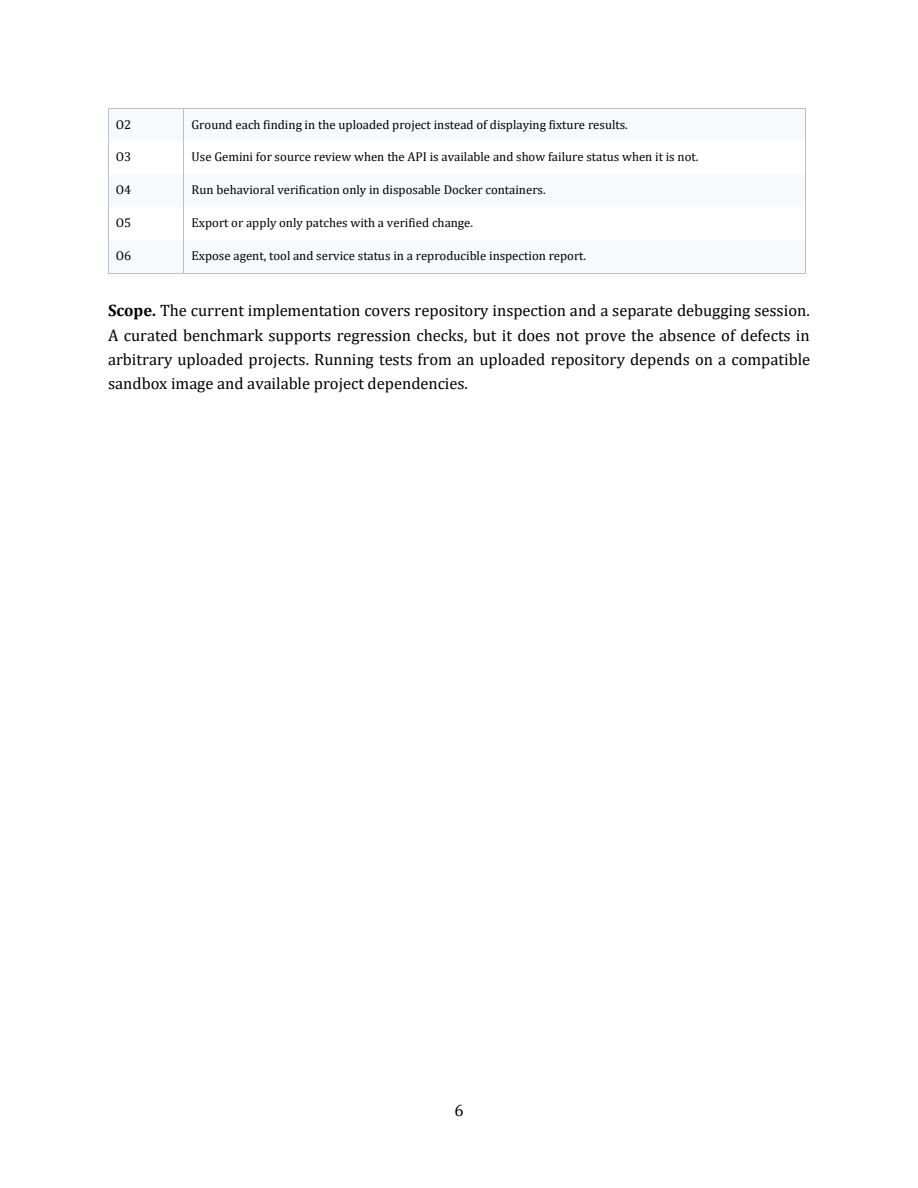 O2 Ground each finding in the uploaded project instead of displaying fixture results.
O3 Use Gemini for source review when the API is available and show failure status when it is not.
O4 Run behavioral verification only in disposable Docker containers.
O5 Export or apply only patches with a verified change.
O6 Expose agent, tool and service status in a reproducible inspection report.
Scope. The current implementation covers repository inspection and a separate debugging session.
A curated benchmark supports regression checks, but it does not prove the absence of defects in
arbitrary uploaded projects. Running tests from an uploaded repository depends on a compatible
sandbox image and available project dependencies.
6